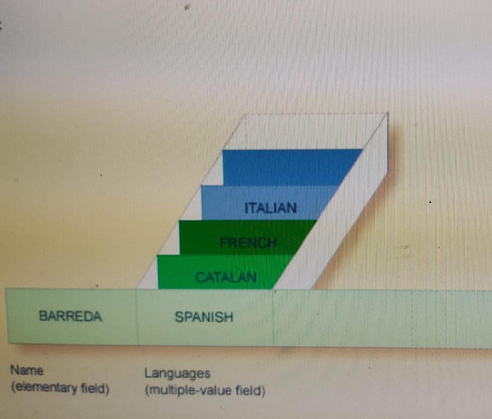 ITALIAN
FRENCH
CATALAN
BARREDA SPANISH
Name
(elementary field)
Languages
(multiple-value field)